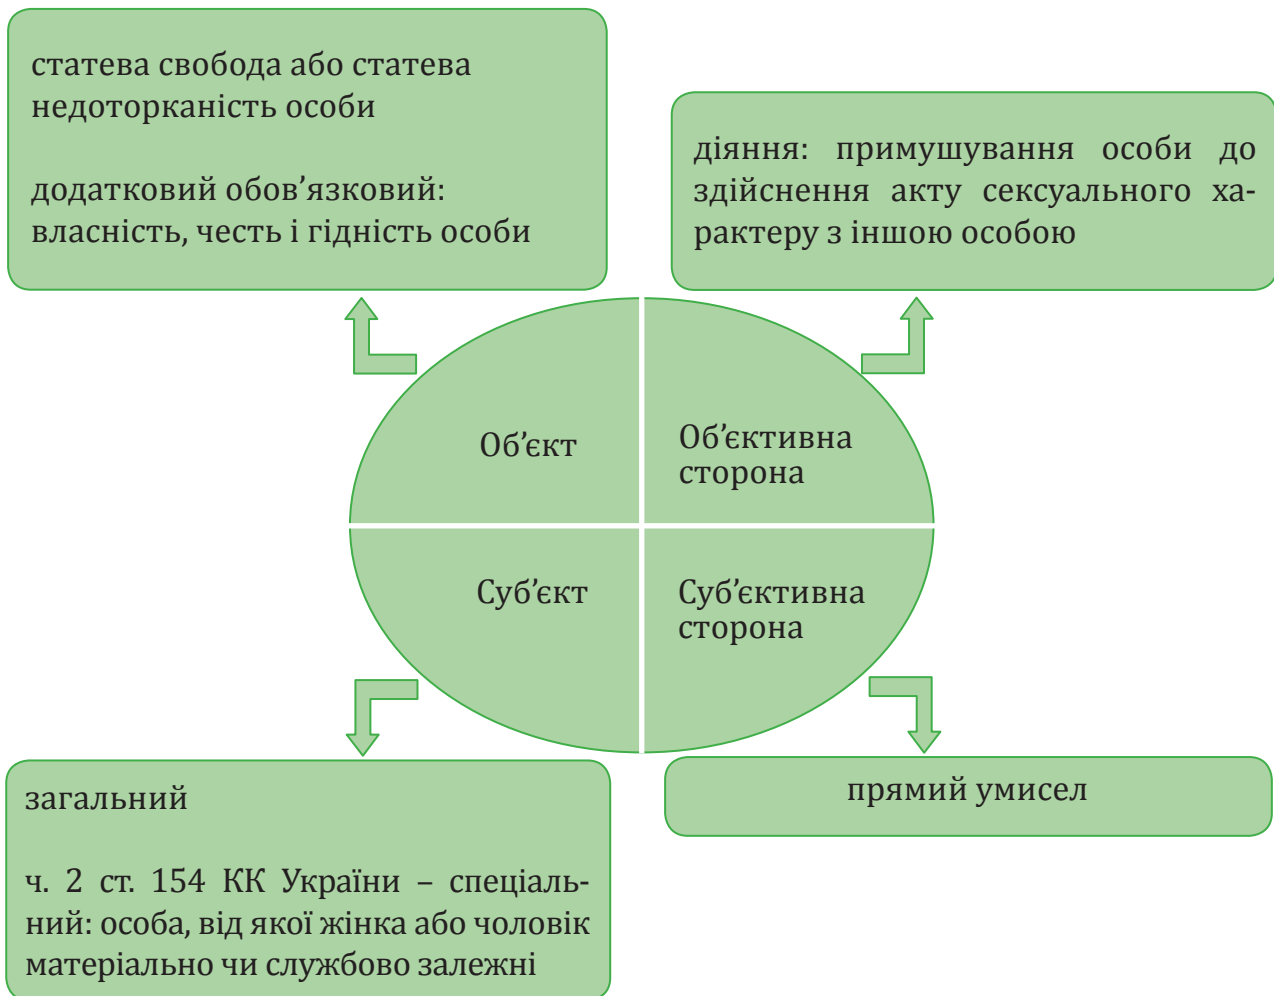 статева свобода або статева
недоторканість особи
додатковий обов’язковий:
власність, честь і гідність особи
діяння: примушування особи до
здійснення акту сексуального ха-
рактеру з іншою особою
Об’єкт
Об’єктивна
сторона
Суб’єкт
Суб’єктивна
сторона
загальний
ч. 2 ст. 154 КК України – спеціаль-
ний: особа, від якої жінка або чоловік
матеріально чи службово залежні
прямий умисел